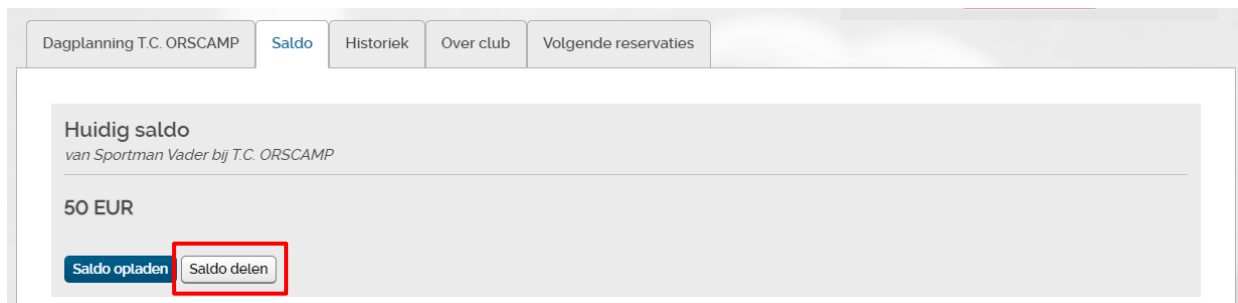 Dagplanning T.C. ORSCAMP Saldo Historiek Over club Volgende reservaties
Huidig saldo
van Sportman Vader bij T.C. ORSCAMP
50 EUR
Saldo opladen Saldo delen